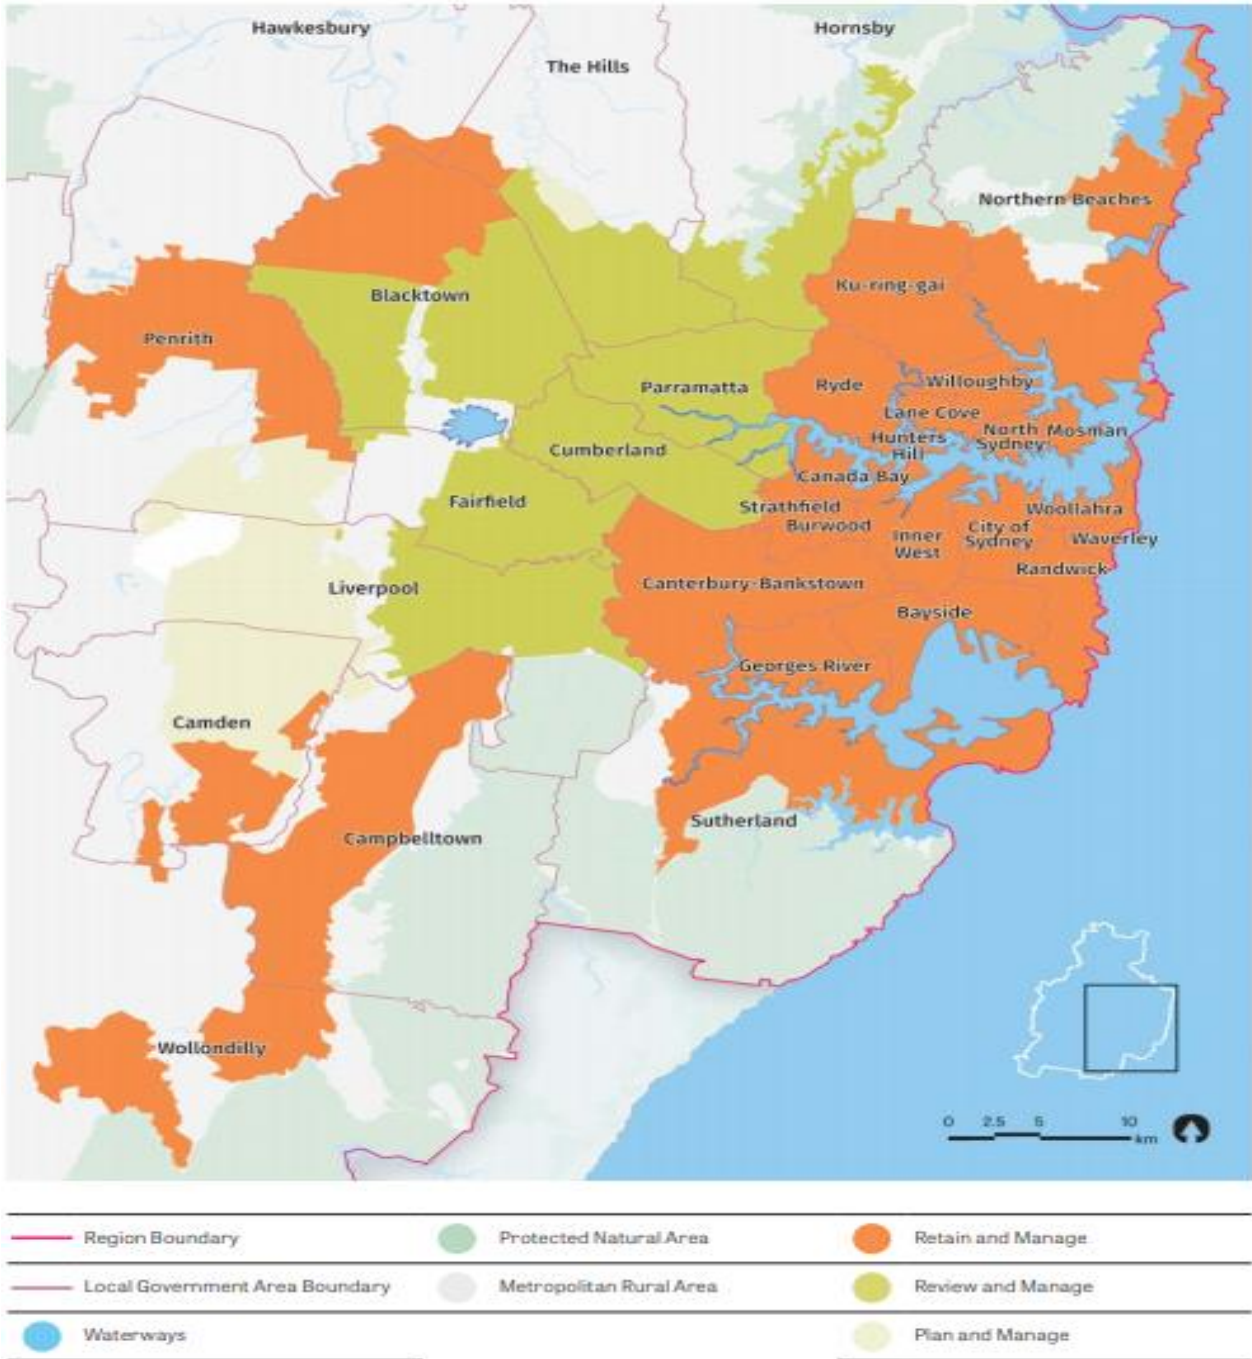 Hawkesbury
Hornsby
The Hills
Northern Beaches
Ku-ring-gai
Blacktown
Penrith
Parramatta
Ryde
Willoughby
Lane Cove
North
Sydney
Mosman
Hunters
Hill
Cumberland
Canada Bay
Fairfield
Strathfield
Burwood
Woollahra
City of
Sydney
Waverley
Inner
West
Randwick
Liverpool
Canterbury-Bankstown
Bayside
Georges River
Camden
Sutherland
Campbelltown
Wollondilly
0 2.5 5 10
km
Region Boundary
Protected Natural Area
Retain and Manage
Local Government Area Boundary
Metropolitan Rural Area
Review and Manage
Waterways
Plan and Manage